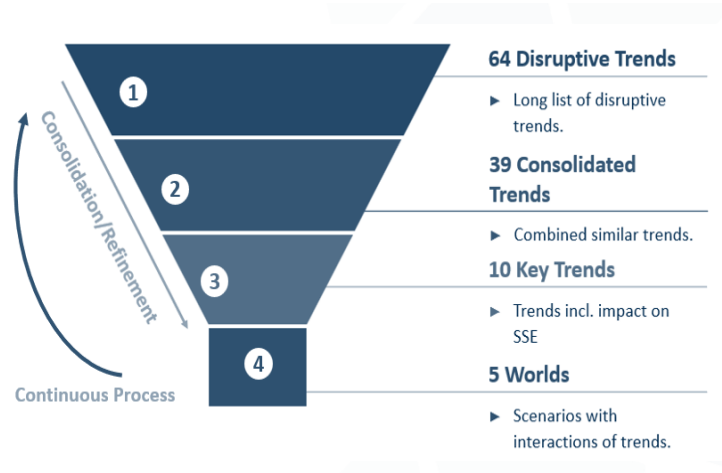 64 Disruptive Trends
1
► Long list of disruptive
trends.
Consolidation/Refinement
39 Consolidated
Trends
2
► Combined similar trends.
10 Key Trends
3
► Trends incl. impact on
SSE
5 Worlds
4
Continuous Process
► Scenarios with
interactions of trends.